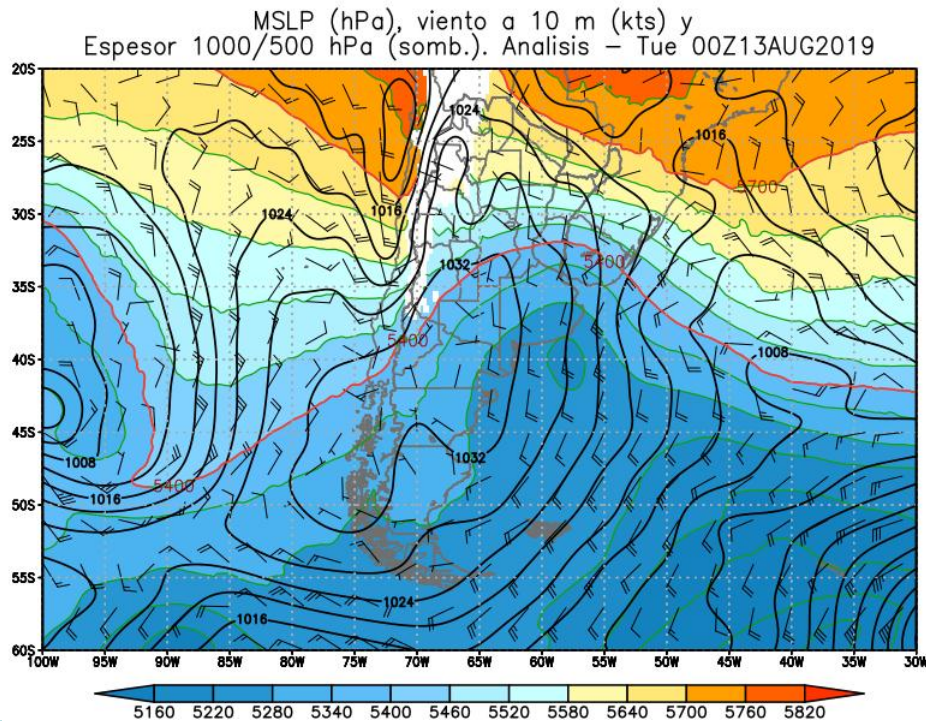 MSLP (hPa), viento a 10 m (kts) y
Espesor 1000/500 hPa (somb.). Analisis – Tue 00Z13AUG2019
20S
1024
1016
25S
5700
30S
1024
1016
5400
1032
35S
5400
1008
40S
45S
1008
1032
5400
1016
50S
55S
1024
1016
60S
100W 95W 90W 85W 80W 75W 70W 65W 60W 55W 50W 45W 40W 35W 30W
5160 5220 5280 5340 5400 5460 5520 5580 5640 5700 5760 5820